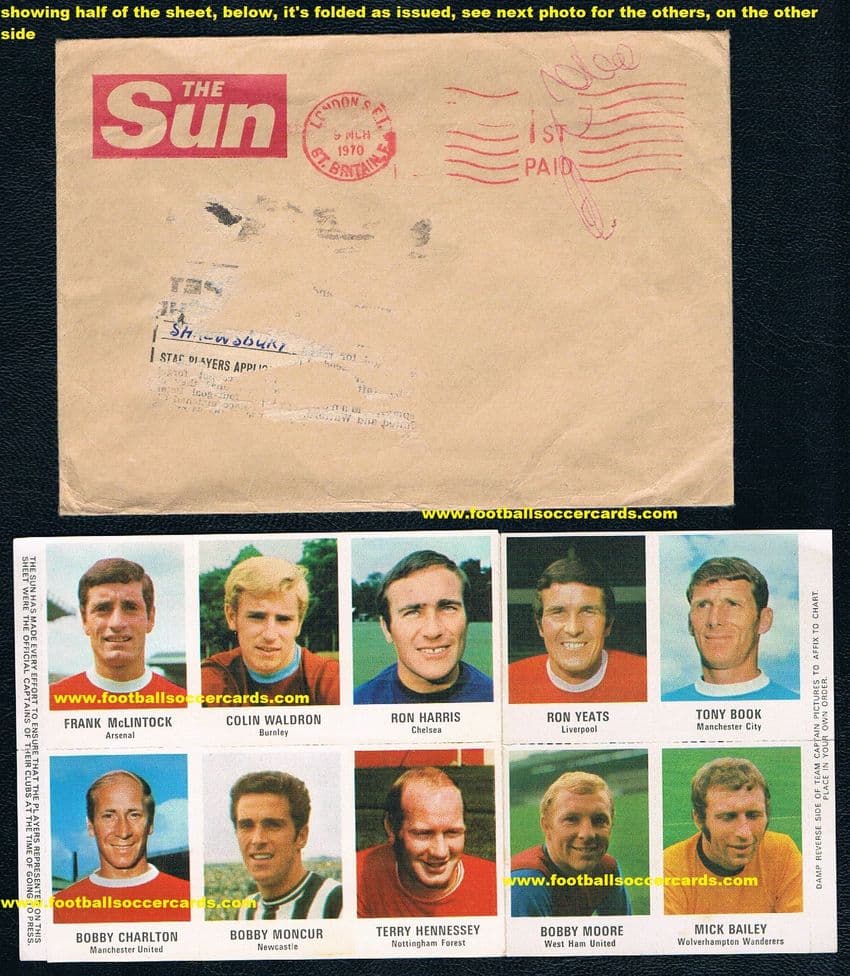 showing half of the sheet, below, it's folded as issued, see next photo for the others, on the other
side
THE
Sun
LONDON S.E.1.
9 MCH
1970
GT. BRITAIN
1ST
PAID
SHREWSBURY
STAR PLAYERS
www.footballsoccercards.com
THE SUN HAS MADE EVERY EFFORT TO ENSURE THAT THE PLAYERS REPRESENTED ON THIS
SHEET WERE THE OFFICIAL CAPTAINS OF THEIR CLUBS AT THE TIME OF GOING TO PRESS.
www.footballsoccercards.com
FRANK McLINTOCK
Arsenal
COLIN WALDRON
Burnley
RON HARRIS
Chelsea
RON YEATS
Liverpool
TONY BOOK
Manchester City
www.footballsoccercards.com
www.footballsoccercards.com
BOBBY CHARLTON
Manchester United
BOBBY MONCUR
Newcastle
TERRY HENNESSEY
Nottingham Forest
BOBBY MOORE
West Ham United
MICK BAILEY
Wolverhampton Wanderers
DAMP REVERSE SIDE OF TEAM CAPTAIN PICTURES TO AFFIX TO CHART.
PLACE IN YOUR OWN ORDER.